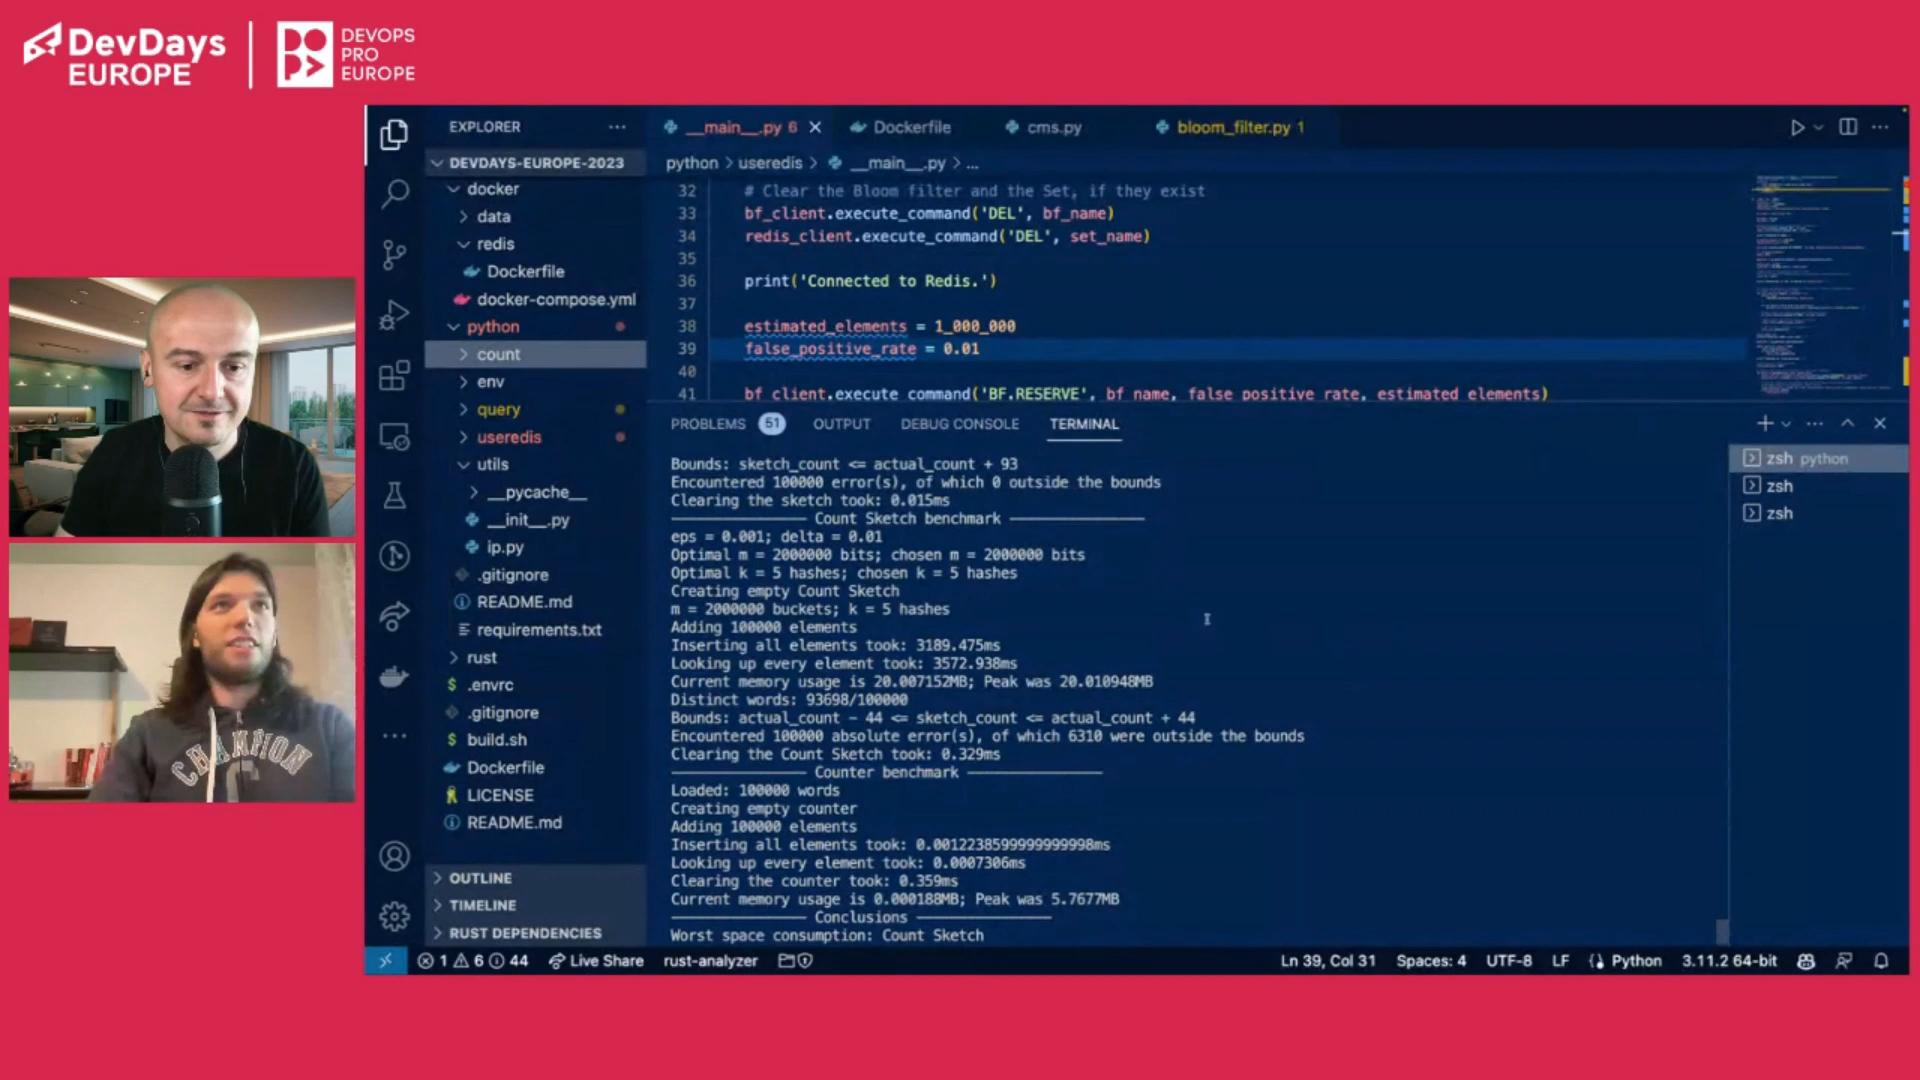 DevDays
EUROPE
DEVOPS
PRO
EUROPE
EXPLORER
DEVDAYS-EUROPE-2023
docker
data
redis
Dockerfile
docker-compose.yml
python
count
env
query
useredis
utils
__pycache__
__init__.py
ip.py
.gitignore
README.md
requirements.txt
rust
.envrc
.gitignore
build.sh
Dockerfile
LICENSE
README.md
OUTLINE
TIMELINE
RUST DEPENDENCIES
__main__.py 6
Dockerfile
cms.py
bloom_filter.py 1
python > useredis > __main__.py > ...
32 # Clear the Bloom filter and the Set, if they exist
33 bf_client.execute_command('DEL', bf_name)
34 redis_client.execute_command('DEL', set_name)
35
36 print('Connected to Redis.')
37
38 estimated_elements = 1_000_000
39 false_positive_rate = 0.01
40
41 bf_client.execute_command('BF.RESERVE', bf_name, false_positive_rate, estimated_elements)
PROBLEMS 51 OUTPUT DEBUG CONSOLE TERMINAL
Bounds: sketch_count <= actual_count + 93
Encountered 100000 error(s), of which 0 outside the bounds
Clearing the sketch took: 0.015ms
Count Sketch benchmark
eps = 0.001; delta = 0.01
Optimal m = 2000000 bits; chosen m = 2000000 bits
Optimal k = 5 hashes; chosen k = 5 hashes
Creating empty Count Sketch
m = 2000000 buckets; k = 5 hashes
Adding 100000 elements
Inserting all elements took: 3189.475ms
Looking up every element took: 3572.938ms
Current memory usage is 20.007152MB; Peak was 20.010948MB
Distinct words: 93698/100000
Bounds: actual_count - 44 <= sketch_count <= actual_count + 44
Encountered 100000 absolute error(s), of which 6310 were outside the bounds
Clearing the Count Sketch took: 0.329ms
Counter benchmark
Loaded: 100000 words
Creating empty counter
Adding 100000 elements
Inserting all elements took: 0.0012238599999999998ms
Looking up every element took: 0.0007306ms
Clearing the counter took: 0.359ms
Current memory usage is 0.000188MB; Peak was 5.7677MB
Conclusions
Worst space consumption: Count Sketch
zsh python
zsh
zsh
1 6 44 Live Share rust-analyzer
Ln 39, Col 31 Spaces: 4 UTF-8 LF Python 3.11.2 64-bit
CHAMPION